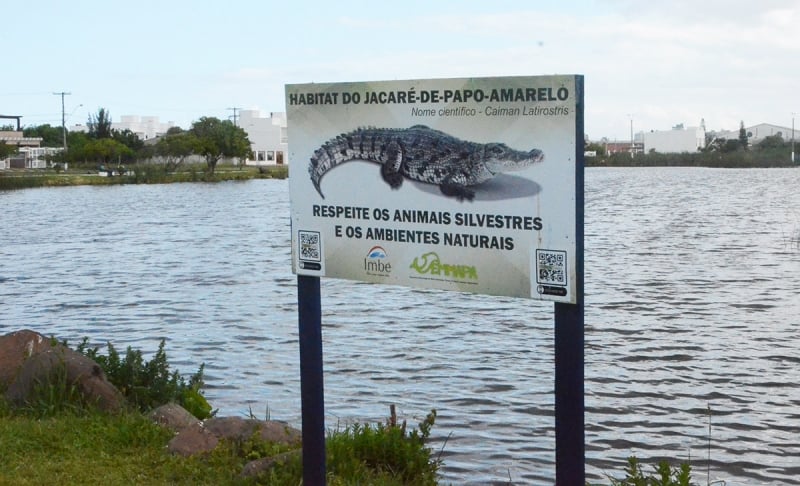 HABITAT DO JACARÉ-DE-PAPO-AMARELO
Nome científico - Caiman Latirostris
RESPEITE OS ANIMAIS SILVESTRES
E OS AMBIENTES NATURAIS
Imbé